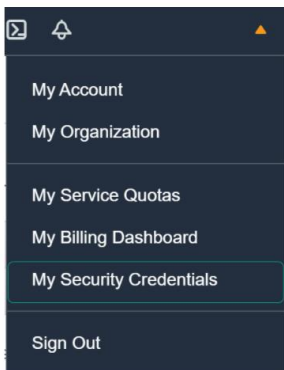 My Account
My Organization
My Service Quotas
My Billing Dashboard
My Security Credentials
Sign Out